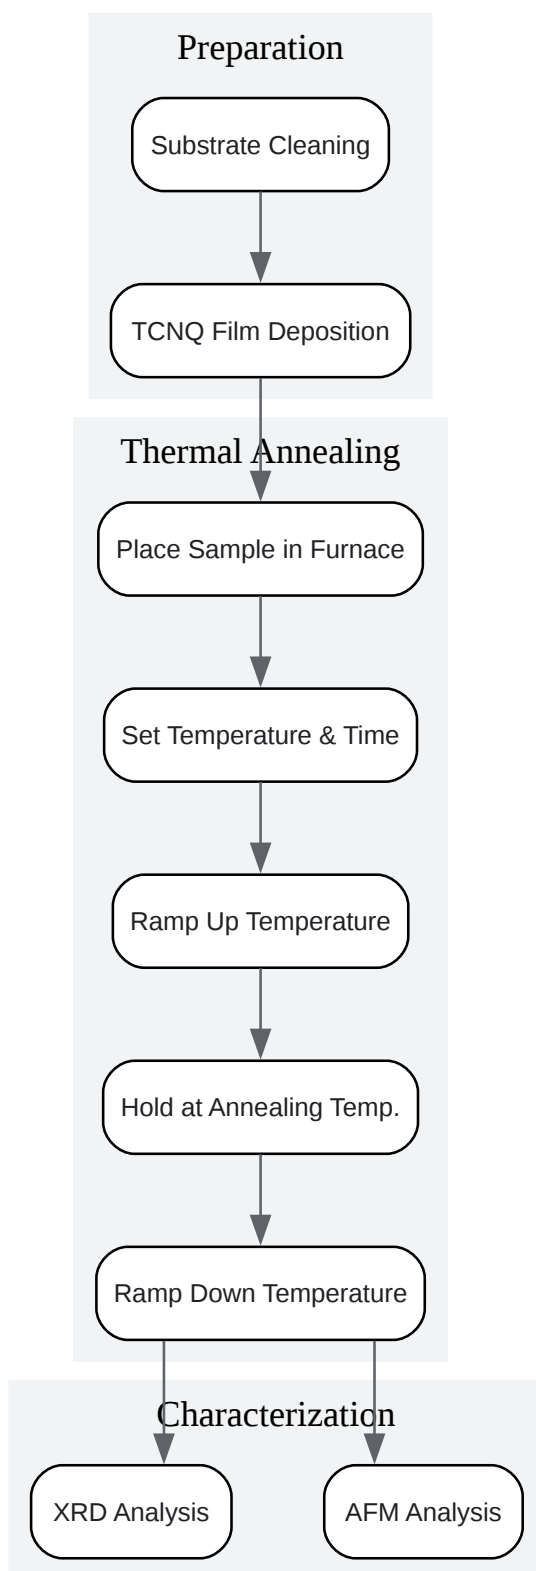 Preparation
Substrate Cleaning
TCNQ Film Deposition
Thermal Annealing
Place Sample in Furnace
Set Temperature & Time
Ramp Up Temperature
Hold at Annealing Temp.
Ramp Down Temperature
Characterization
XRD Analysis
AFM Analysis